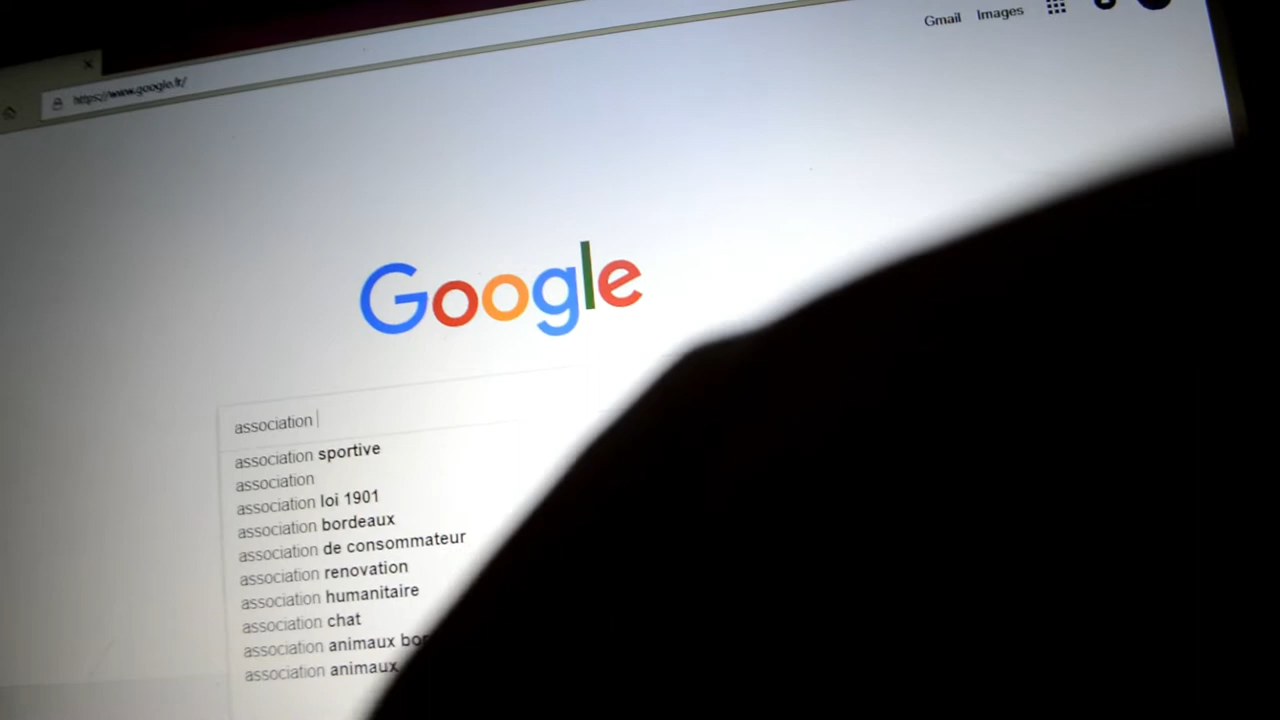 Gmail Images
https://www.google.fr/
Google
association
association sportive
association
association loi 1901
association bordeaux
association de consommateur
association renovation
association humanitaire
association chat
association animaux
association animaux